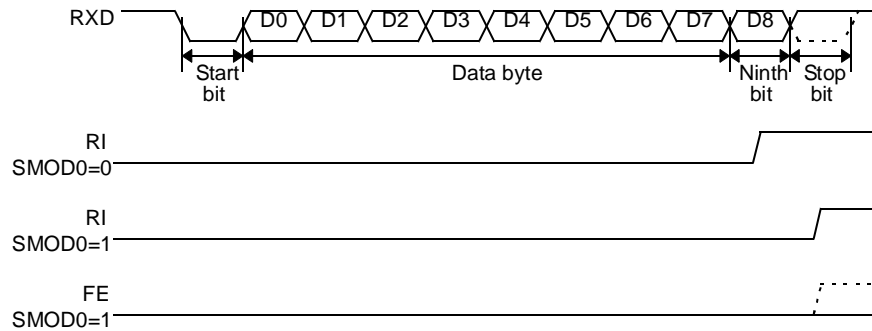 RXD D0 D1 D2 D3 D4 D5 D6 D7 D8
Start bit
Data byte
Ninth bit
Stop bit
RI
SMOD0=0
RI
SMOD0=1
FE
SMOD0=1